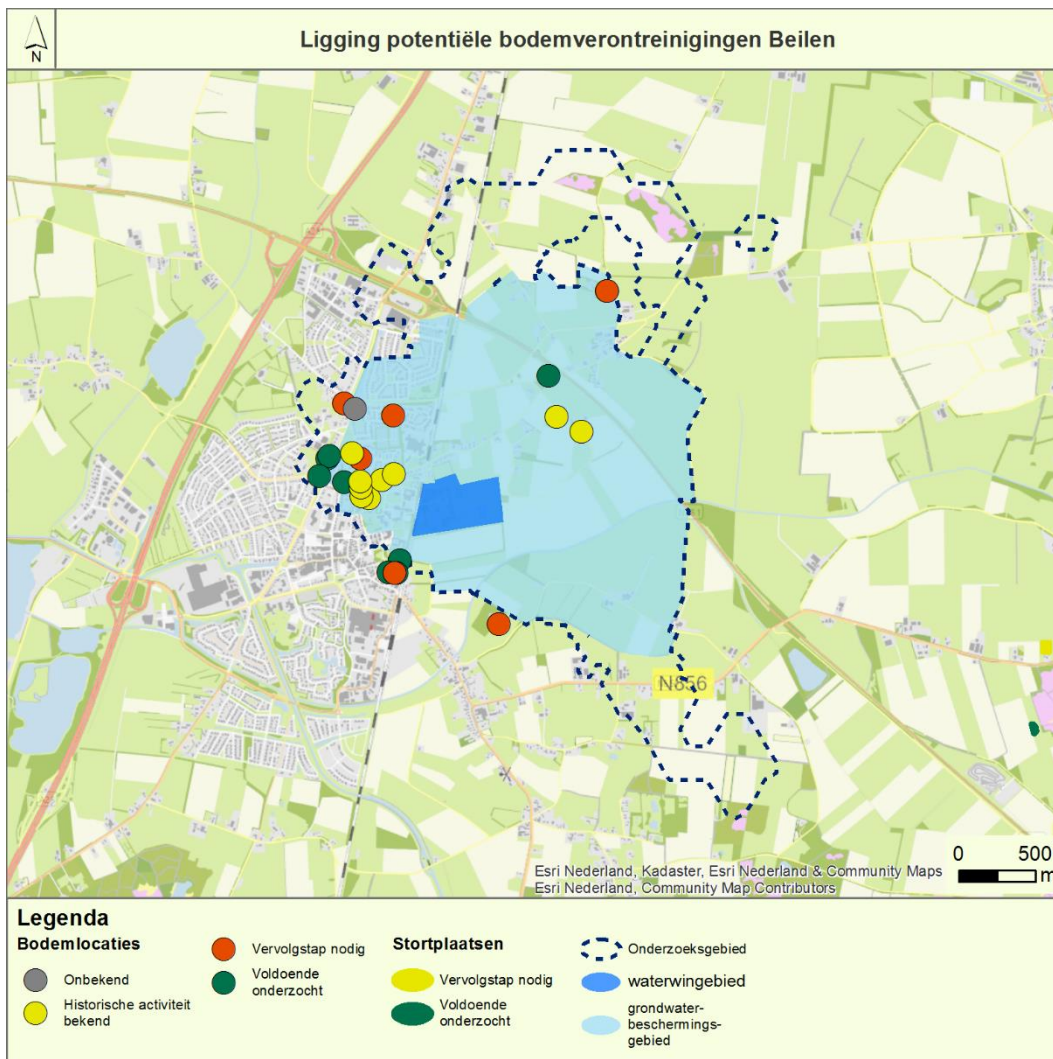 Ligging potentiële bodemverontreinigingen Beilen
N
N856
0 500
m
Esri Nederland, Kadaster, Esri Nederland & Community Maps
Esri Nederland, Community Map Contributors
Legenda
Bodemlocaties
Onbekend
Historische activiteit
bekend
Vervolgstap nodig
Voldoende
onderzocht
Stortplaatsen
Vervolgstap nodig
Voldoende
onderzocht
Onderzoeksgebied
waterwingebied
grondwater-
beschermings-
gebied